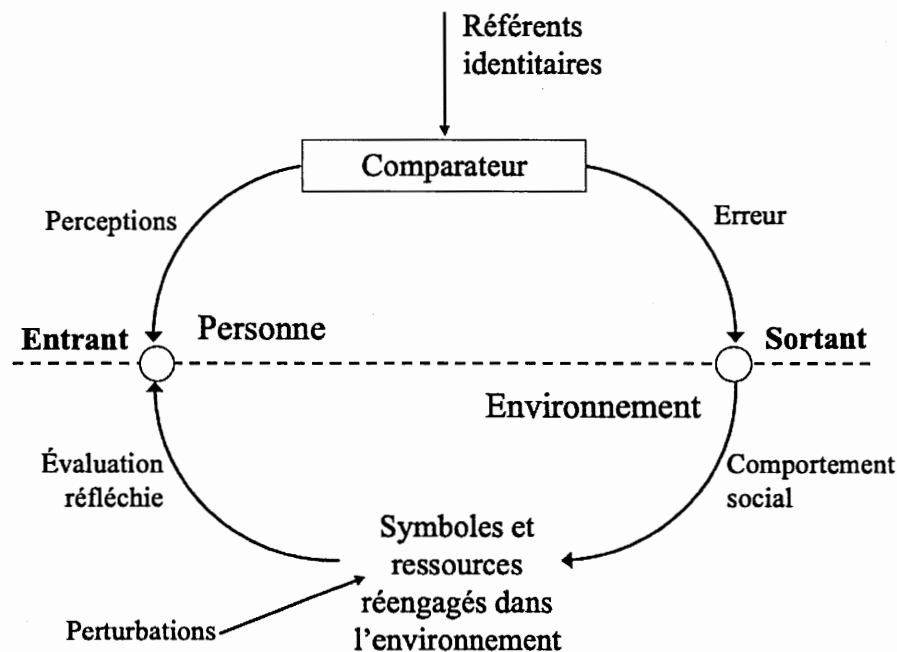 Référents
identitaires
Comparateur
Perceptions
Erreur
Entrant
Personne
Sortant
Environnement
Évaluation
réfléchie
Comportement
social
Symboles et
ressources
réengagés dans
l'environnement
Perturbations